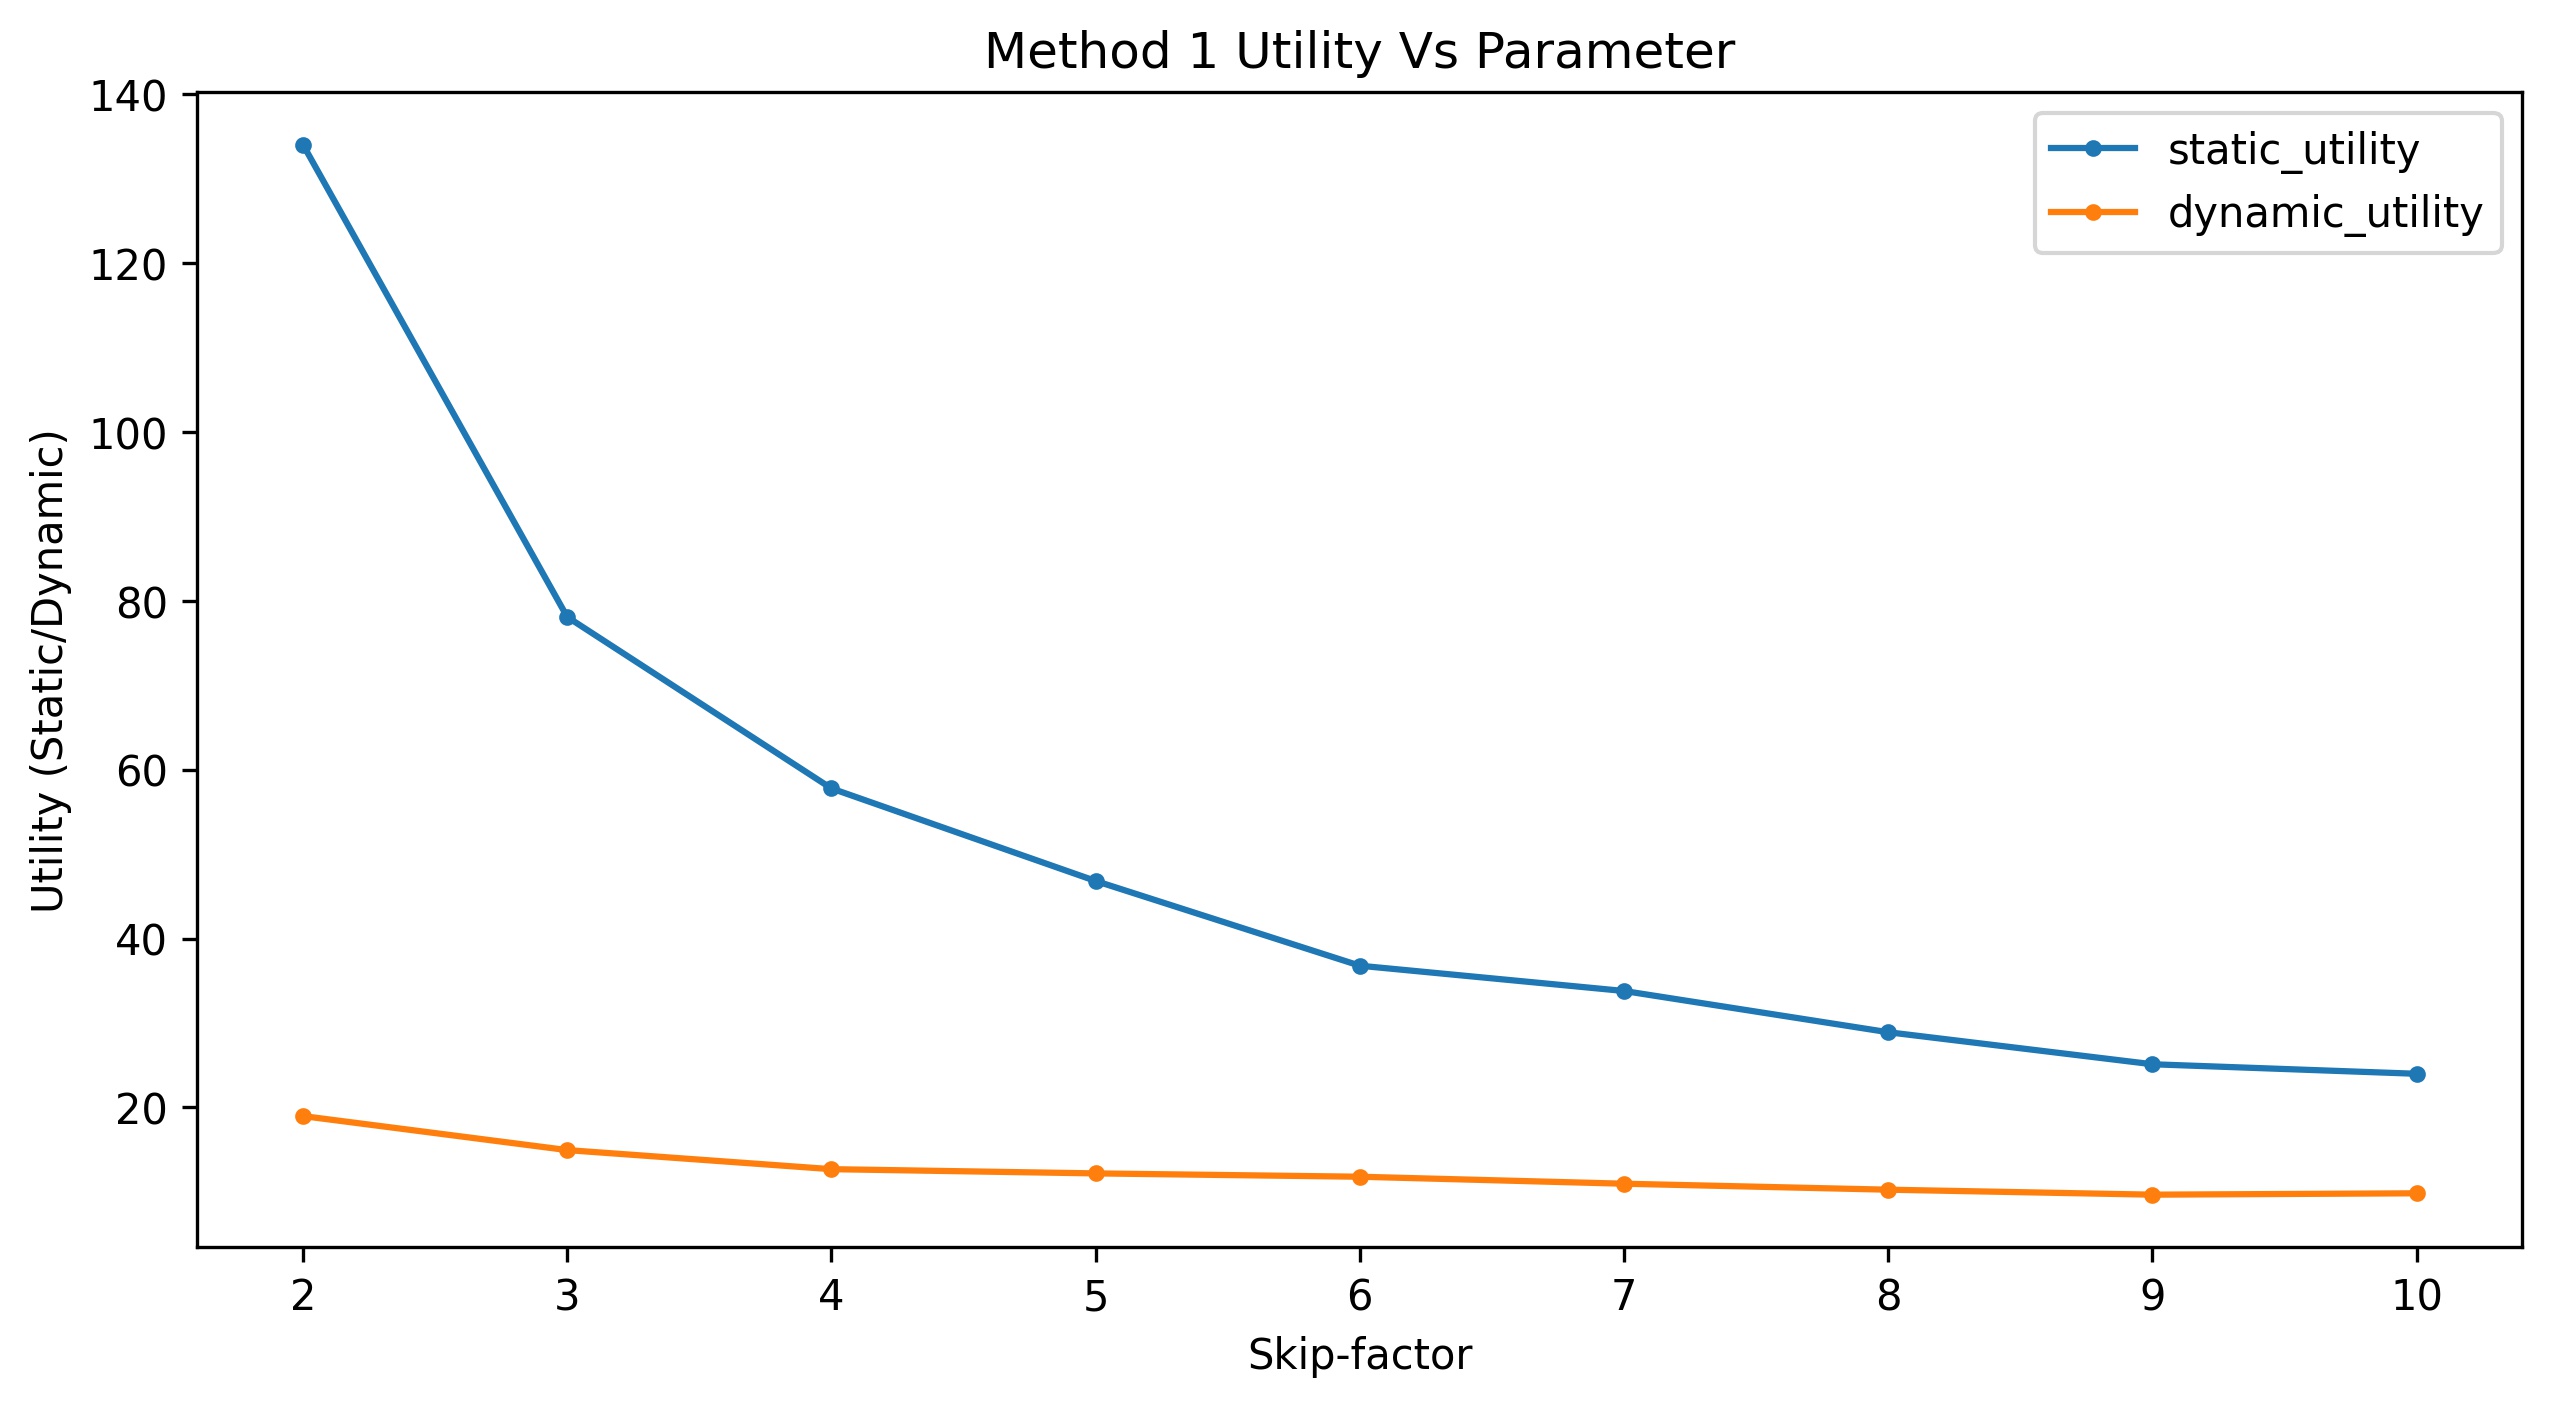 Method 1 Utility Vs Parameter
140
120
100
80
60
40
20
Utility (Static/Dynamic)
static_utility
dynamic_utility
2 3 4 5 6 7 8 9 10
Skip-factor